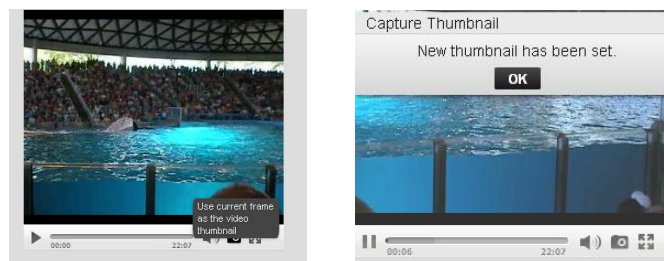 Use current frame
as the video
thumbnail
00:00
22:07
Capture Thumbnail
New thumbnail has been set.
OK
00:06
22:07